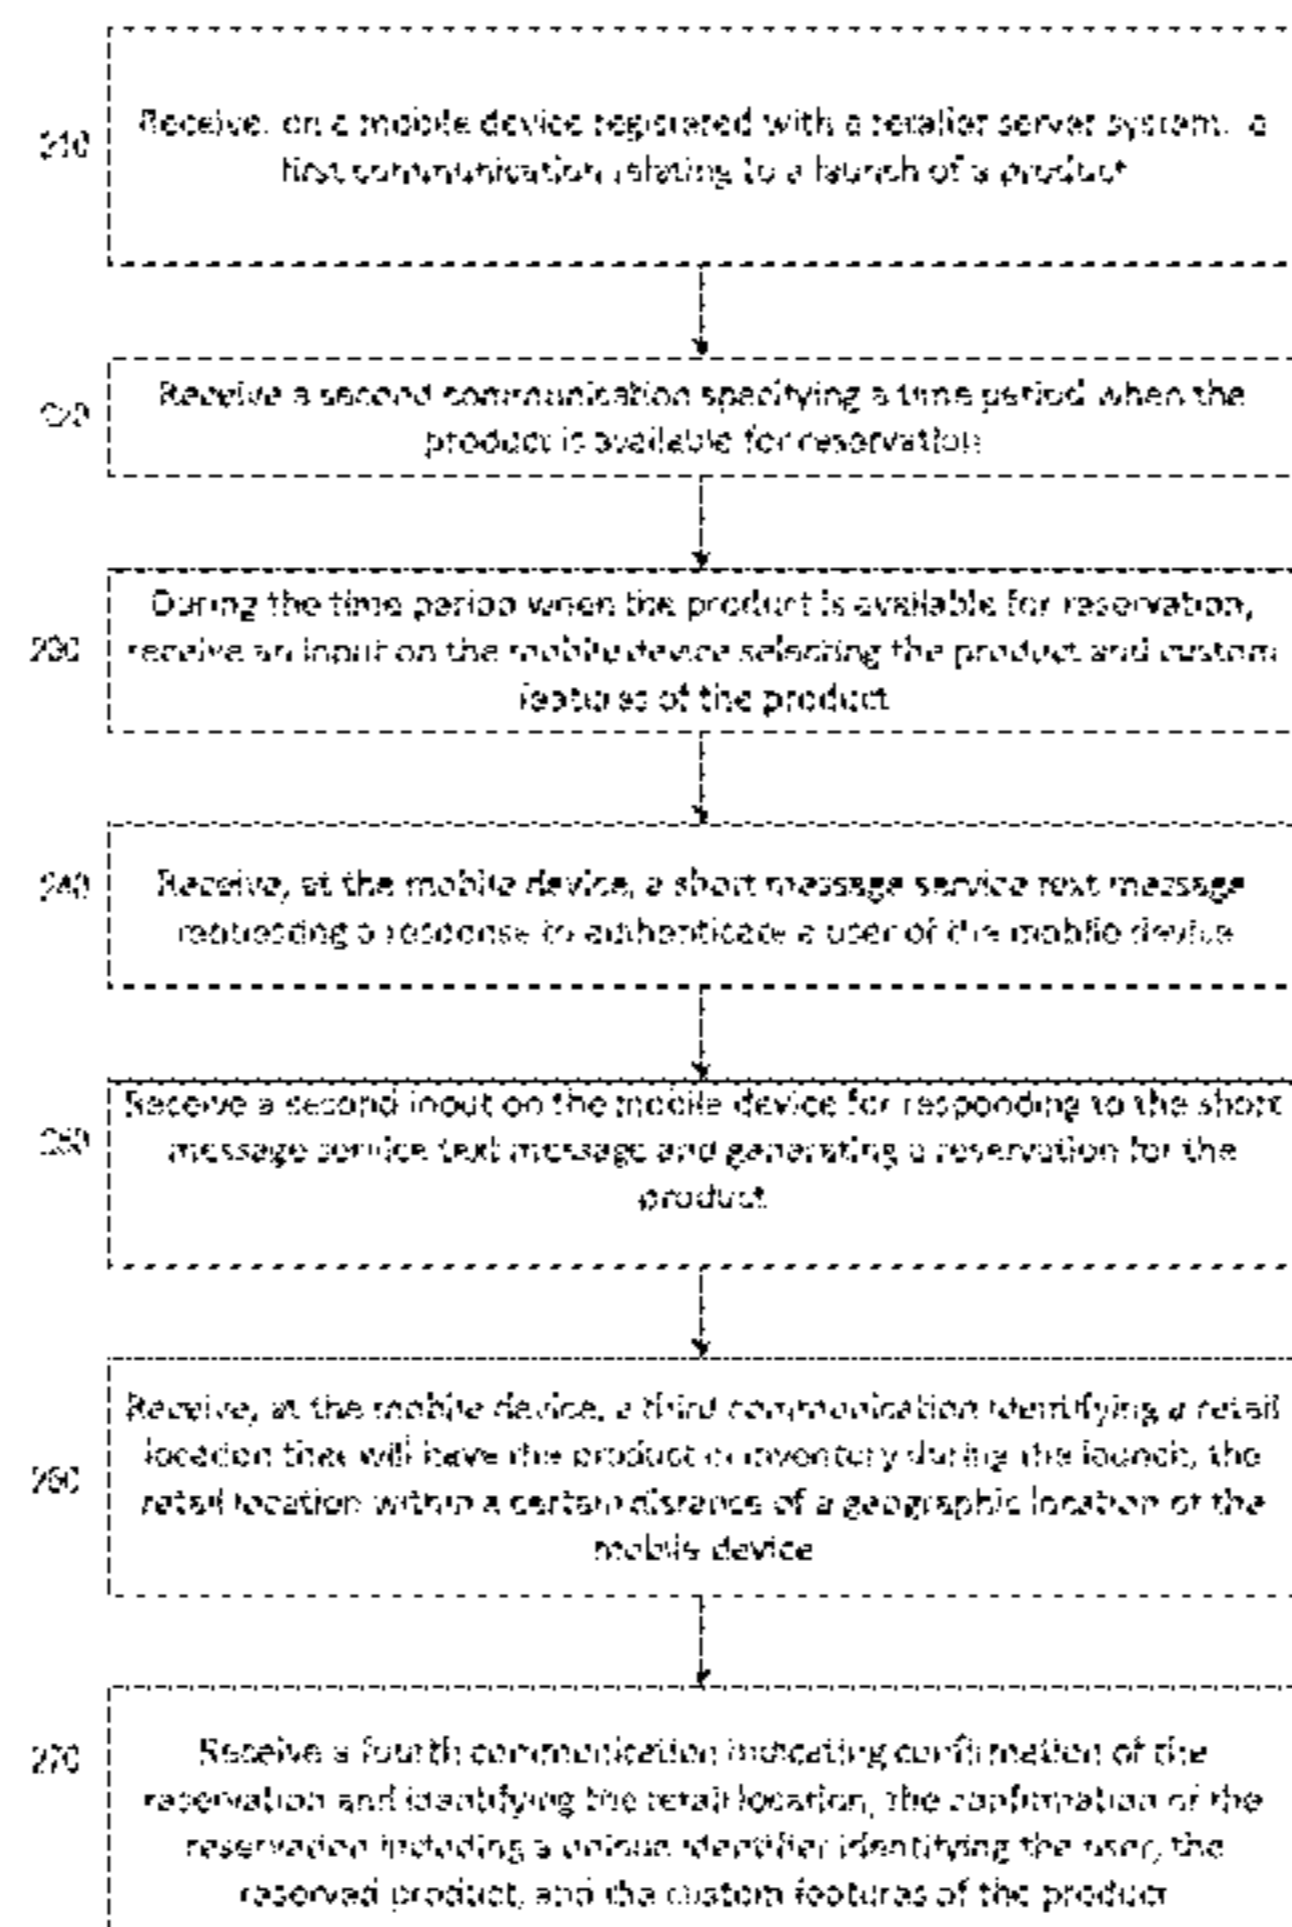 210
Receive, on a mobile device registered with a retailer server system, a
first communication relating to a launch of a product
220
Receive a second communication specifying a time period when the
product is available for reservation
230
During the time period when the product is available for reservation,
receive an input on the mobile device selecting the product and custom
features of the product
240
Receive, at the mobile device, a short message service text message
requesting a response to authenticate a user of the mobile device
250
Receive a second input on the mobile device for responding to the short
message service text message and generating a reservation for the
product
260
Receive, at the mobile device, a third communication identifying a retail
location that will have the product in inventory during the launch, the
retail location within a certain distance of a geographic location of the
mobile device
270
Receive a fourth communication indicating confirmation of the
reservation and identifying the retail location, the confirmation of the
reservation including a unique identifier identifying the user, the
reserved product, and the custom features of the product